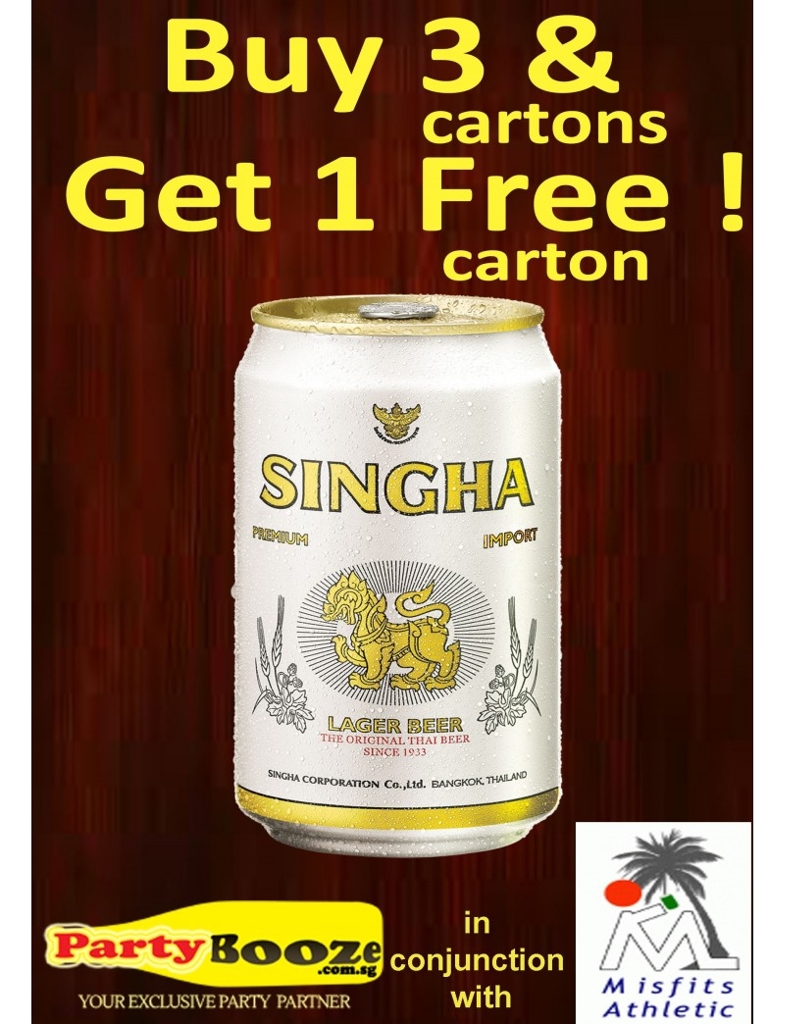 Buy 3 &
cartons
Get 1 Free !
carton
SINGHA
PREMIUM IMPORT
LAGER BEER
THE ORIGINAL THAI BEER
SINCE 1933
SINGHA CORPORATION Co.,Ltd. BANGKOK, THAILAND
PartyBooze
.com.sg
YOUR EXCLUSIVE PARTY PARTNER
in
conjunction
with
Misfits
Athletic